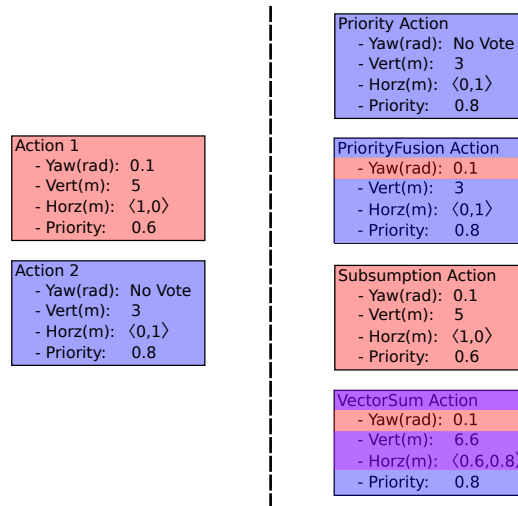 Action 1
- Yaw(rad): 0.1
- Vert(m): 5
- Horz(m): ⟨1,0⟩
- Priority: 0.6
Action 2
- Yaw(rad): No Vote
- Vert(m): 3
- Horz(m): ⟨0,1⟩
- Priority: 0.8
Priority Action
- Yaw(rad): No Vote
- Vert(m): 3
- Horz(m): ⟨0,1⟩
- Priority: 0.8
PriorityFusion Action
- Yaw(rad): 0.1
- Vert(m): 3
- Horz(m): ⟨0,1⟩
- Priority: 0.8
Subsumption Action
- Yaw(rad): 0.1
- Vert(m): 5
- Horz(m): ⟨1,0⟩
- Priority: 0.6
VectorSum Action
- Yaw(rad): 0.1
- Vert(m): 6.6
- Horz(m): ⟨0.6,0.8⟩
- Priority: 0.8